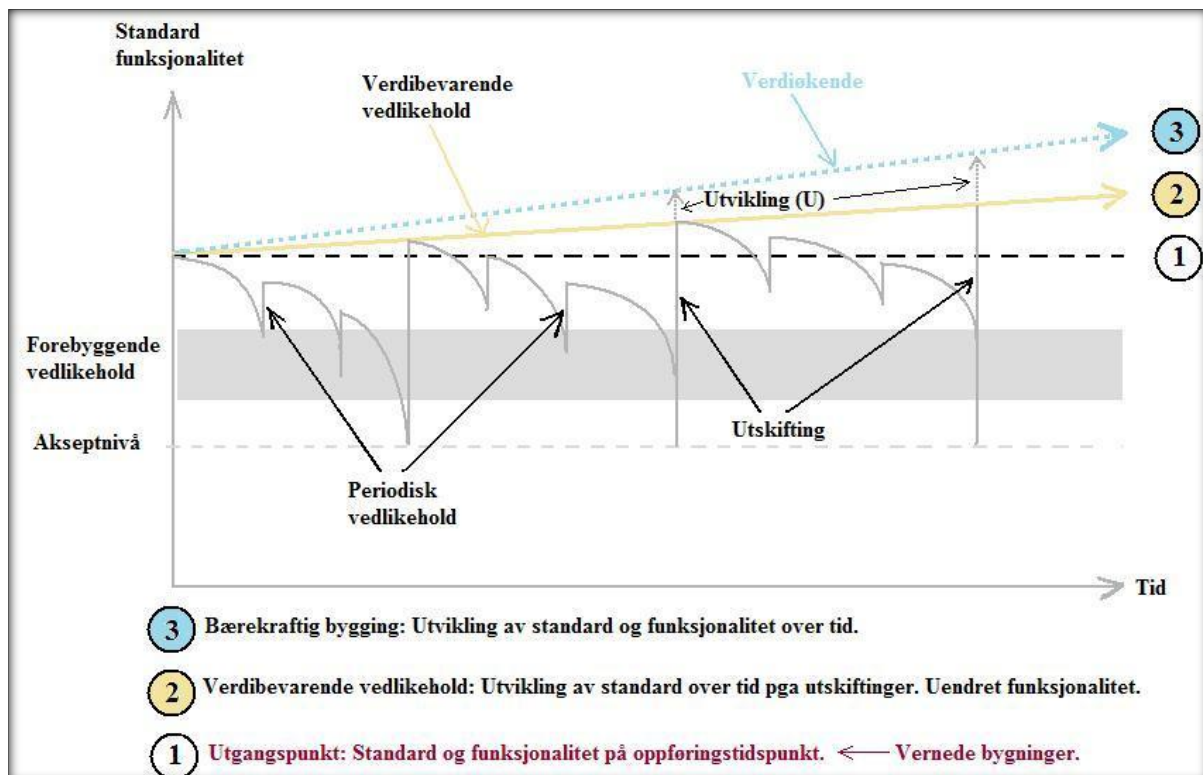 Standard
funksjonalitet
Verdibevarende
vedlikehold
Verdiøkende
3
Utvikling (U)
2
1
Forebyggende
vedlikehold
Akseptnivå
Utskifting
Periodisk
vedlikehold
Tid
3 Bærekraftig bygging: Utvikling av standard og funksjonalitet over tid.
2 Verdibevarende vedlikehold: Utvikling av standard over tid pga utskiftinger. Uendret funksjonalitet.
1 Utgangspunkt: Standard og funksjonalitet på oppføringstidspunkt. Vernede bygninger.